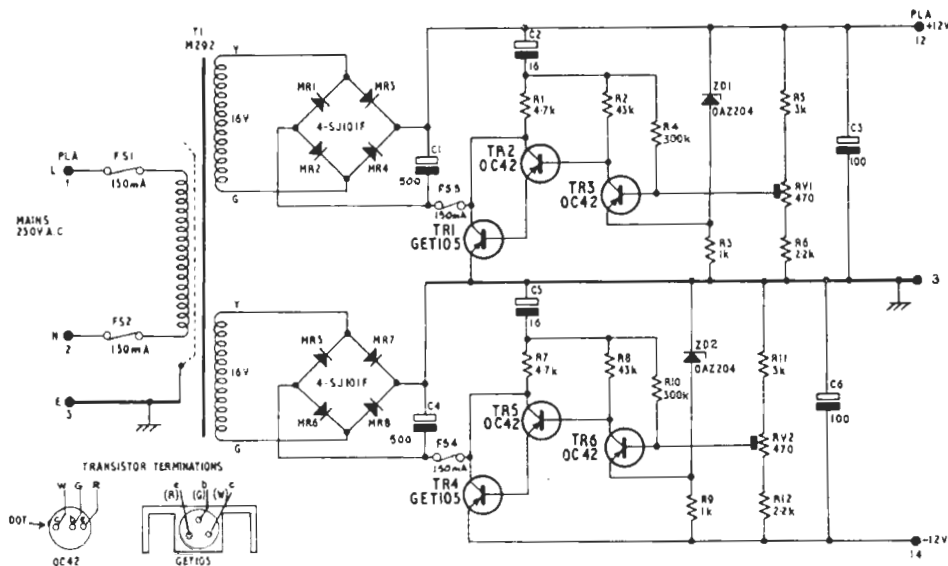 T1
M292
PLA
+12V
12
Y
C2
16
MR1
MR3
16V
4-SJ101F
MR2
MR4
G
C1
500
FS3
150mA
R1
4.7k
R2
43k
R4
300k
TR2
OC42
TR3
OC42
TR1
GET105
ZD1
OAZ204
R3
1k
R5
3k
RV1
470
R6
2.2k
C3
100
PLA
L
1
FS1
150mA
MAINS
250V A.C
N
2
FS2
150mA
E
3
3
Y
C5
16
MR5
MR7
16V
4-SJ101F
MR6
MR8
G
C4
500
FS4
150mA
R7
4.7k
R8
43k
R10
300k
TR5
OC42
TR6
OC42
TR4
GET105
ZD2
OAZ204
R9
1k
R11
3k
RV2
470
R12
2.2k
C6
100
-12V
14
TRANSISTOR TERMINATIONS
W G R
DOT
C B E
OC42
e b c
(R) (G) (W)
GET105